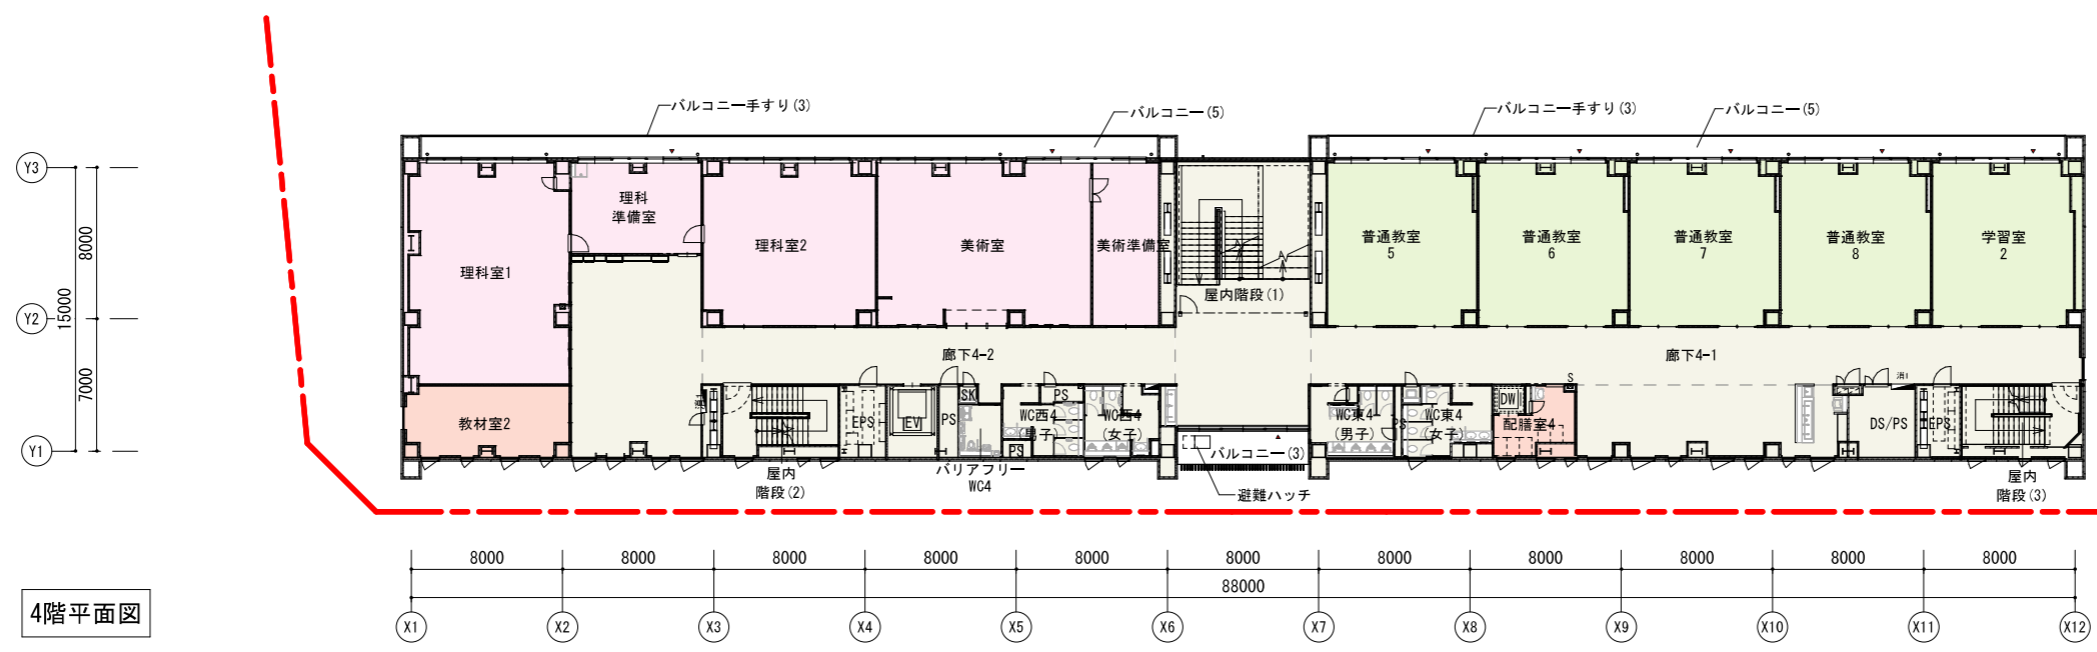 バルコニー手すり(3)
バルコニー(5)
バルコニー手すり(3)
バルコニー(5)
Y3
Y2
Y1
8000
15000
7000
理科室1
理科
準備室
理科室2
美術室
美術準備室
屋内階段(1)
普通教室
5
普通教室
6
普通教室
7
普通教室
8
学習室
2
廊下4-2
廊下4-1
教材室2
消1
EPS
EV
PS
SK
WC西4
(男子)
PS
PS
WC西4
(女子)
WC東4
(男子)
PS
WC東4
(女子)
DW
S
配膳室4
消1
DS/PS
EPS
屋内
階段(2)
バリアフリー
WC4
バルコニー(3)
避難ハッチ
屋内
階段(3)
8000
8000
8000
8000
8000
8000
8000
8000
8000
8000
8000
88000
X1
X2
X3
X4
X5
X6
X7
X8
X9
X10
X11
X12
4階平面図